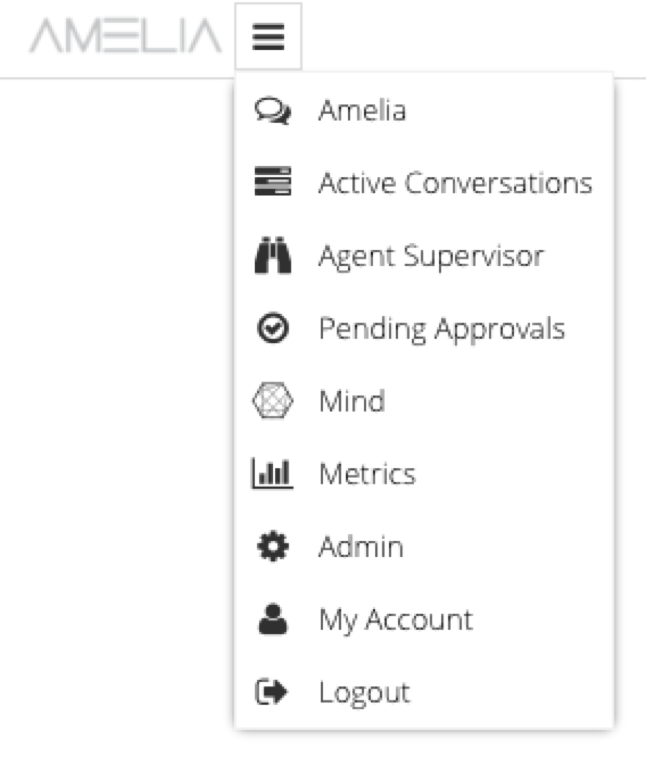 AMELIA
Amelia
Active Conversations
Agent Supervisor
Pending Approvals
Mind
Metrics
Admin
My Account
Logout